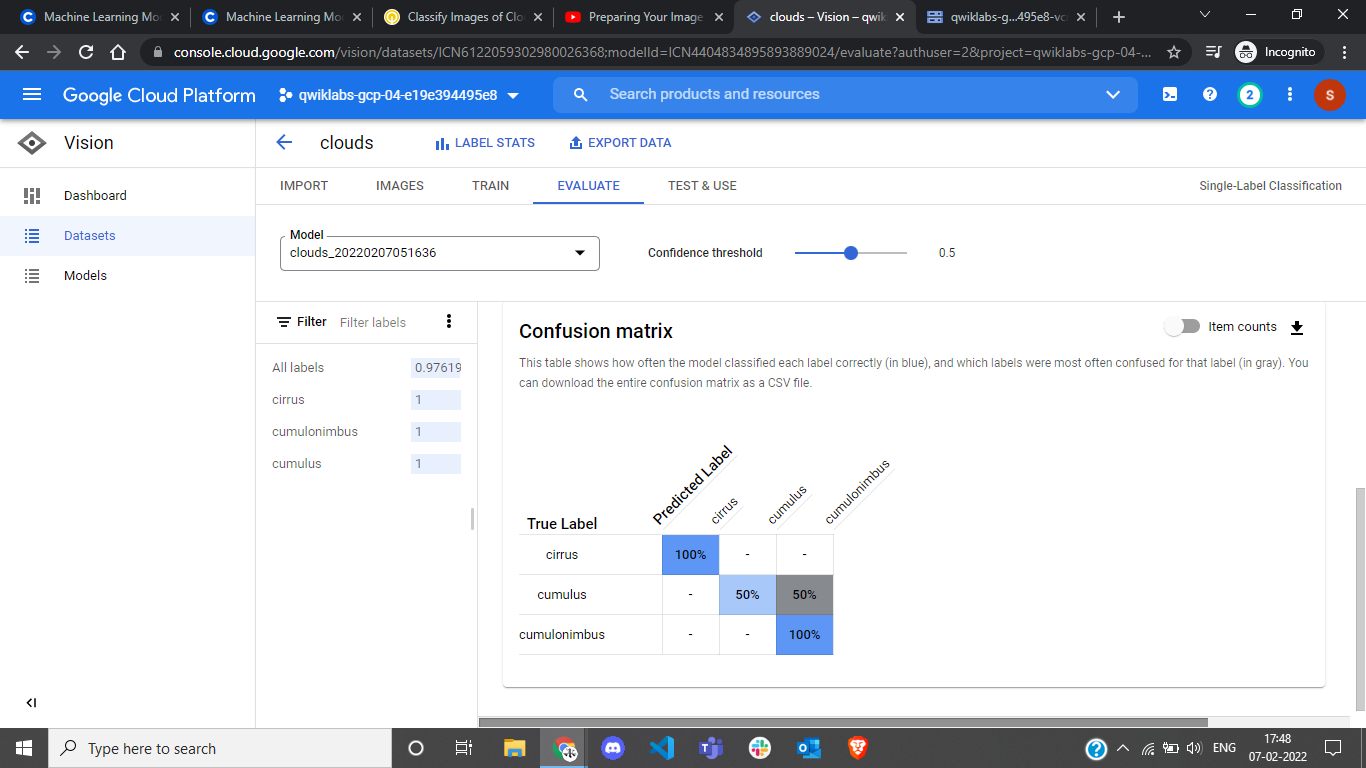 Machine Learning Mo
Machine Learning Mo
Classify Images of Clo
Preparing Your Image
clouds – Vision – qwik
qwiklabs-g...495e8-vc
console.cloud.google.com/vision/datasets/ICN6122059302980026368;modelId=ICN4404834895893889024/evaluate?authuser=2&project=qwiklabs-gcp-04-...
Incognito
Google Cloud Platform
qwiklabs-gcp-04-e19e394495e8
Search products and resources
2
S
Vision
clouds
LABEL STATS
EXPORT DATA
Dashboard
Datasets
Models
IMPORT
IMAGES
TRAIN
EVALUATE
TEST & USE
Single-Label Classification
Model
clouds_20220207051636
Confidence threshold
0.5
Filter
Filter labels
All labels 0.97619
cirrus 1
cumulonimbus 1
cumulus 1
Confusion matrix
Item counts
This table shows how often the model classified each label correctly (in blue), and which labels were most often confused for that label (in gray). You
can download the entire confusion matrix as a CSV file.
True Label
Predicted Label
cirrus
cumulus
cumulonimbus
cirrus 100% - -
cumulus - 50% 50%
cumulonimbus - - 100%
Type here to search
ENG
17:48
07-02-2022